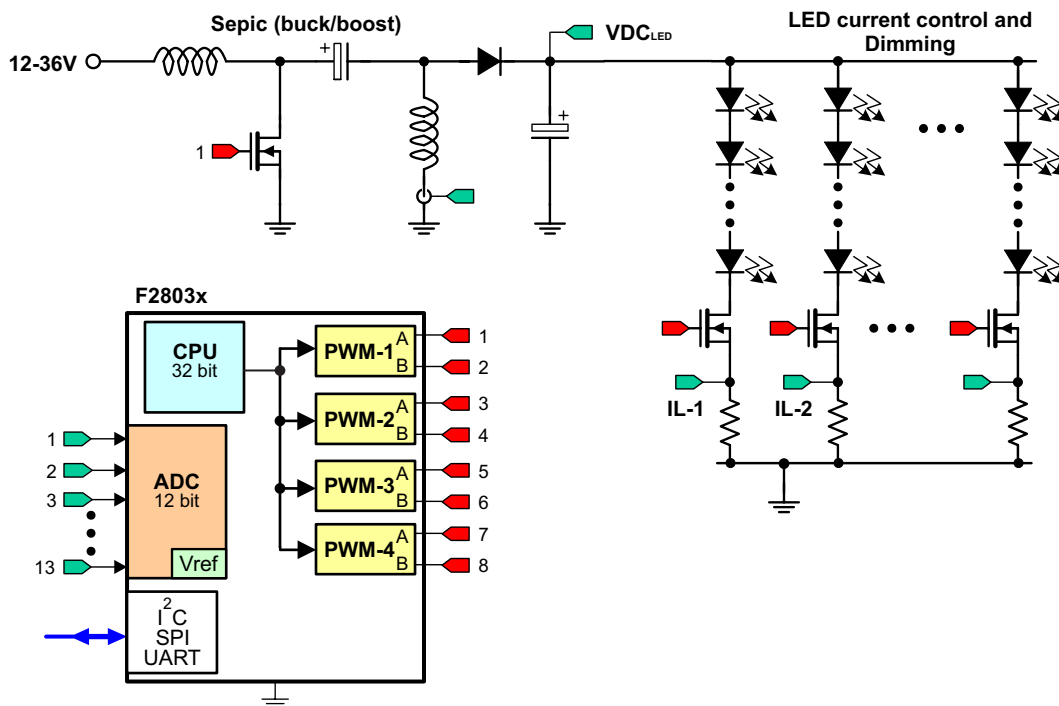 Sepic (buck/boost)
LED current control and
Dimming
12-36V
+
VDCLED
+
1
IL-1
IL-2
F2803x
CPU
32 bit
PWM-1
A
B
1
2
PWM-2
A
B
3
4
PWM-3
A
B
5
6
PWM-4
A
B
7
8
1
2
3
13
ADC
12 bit
Vref
I2C
SPI
UART